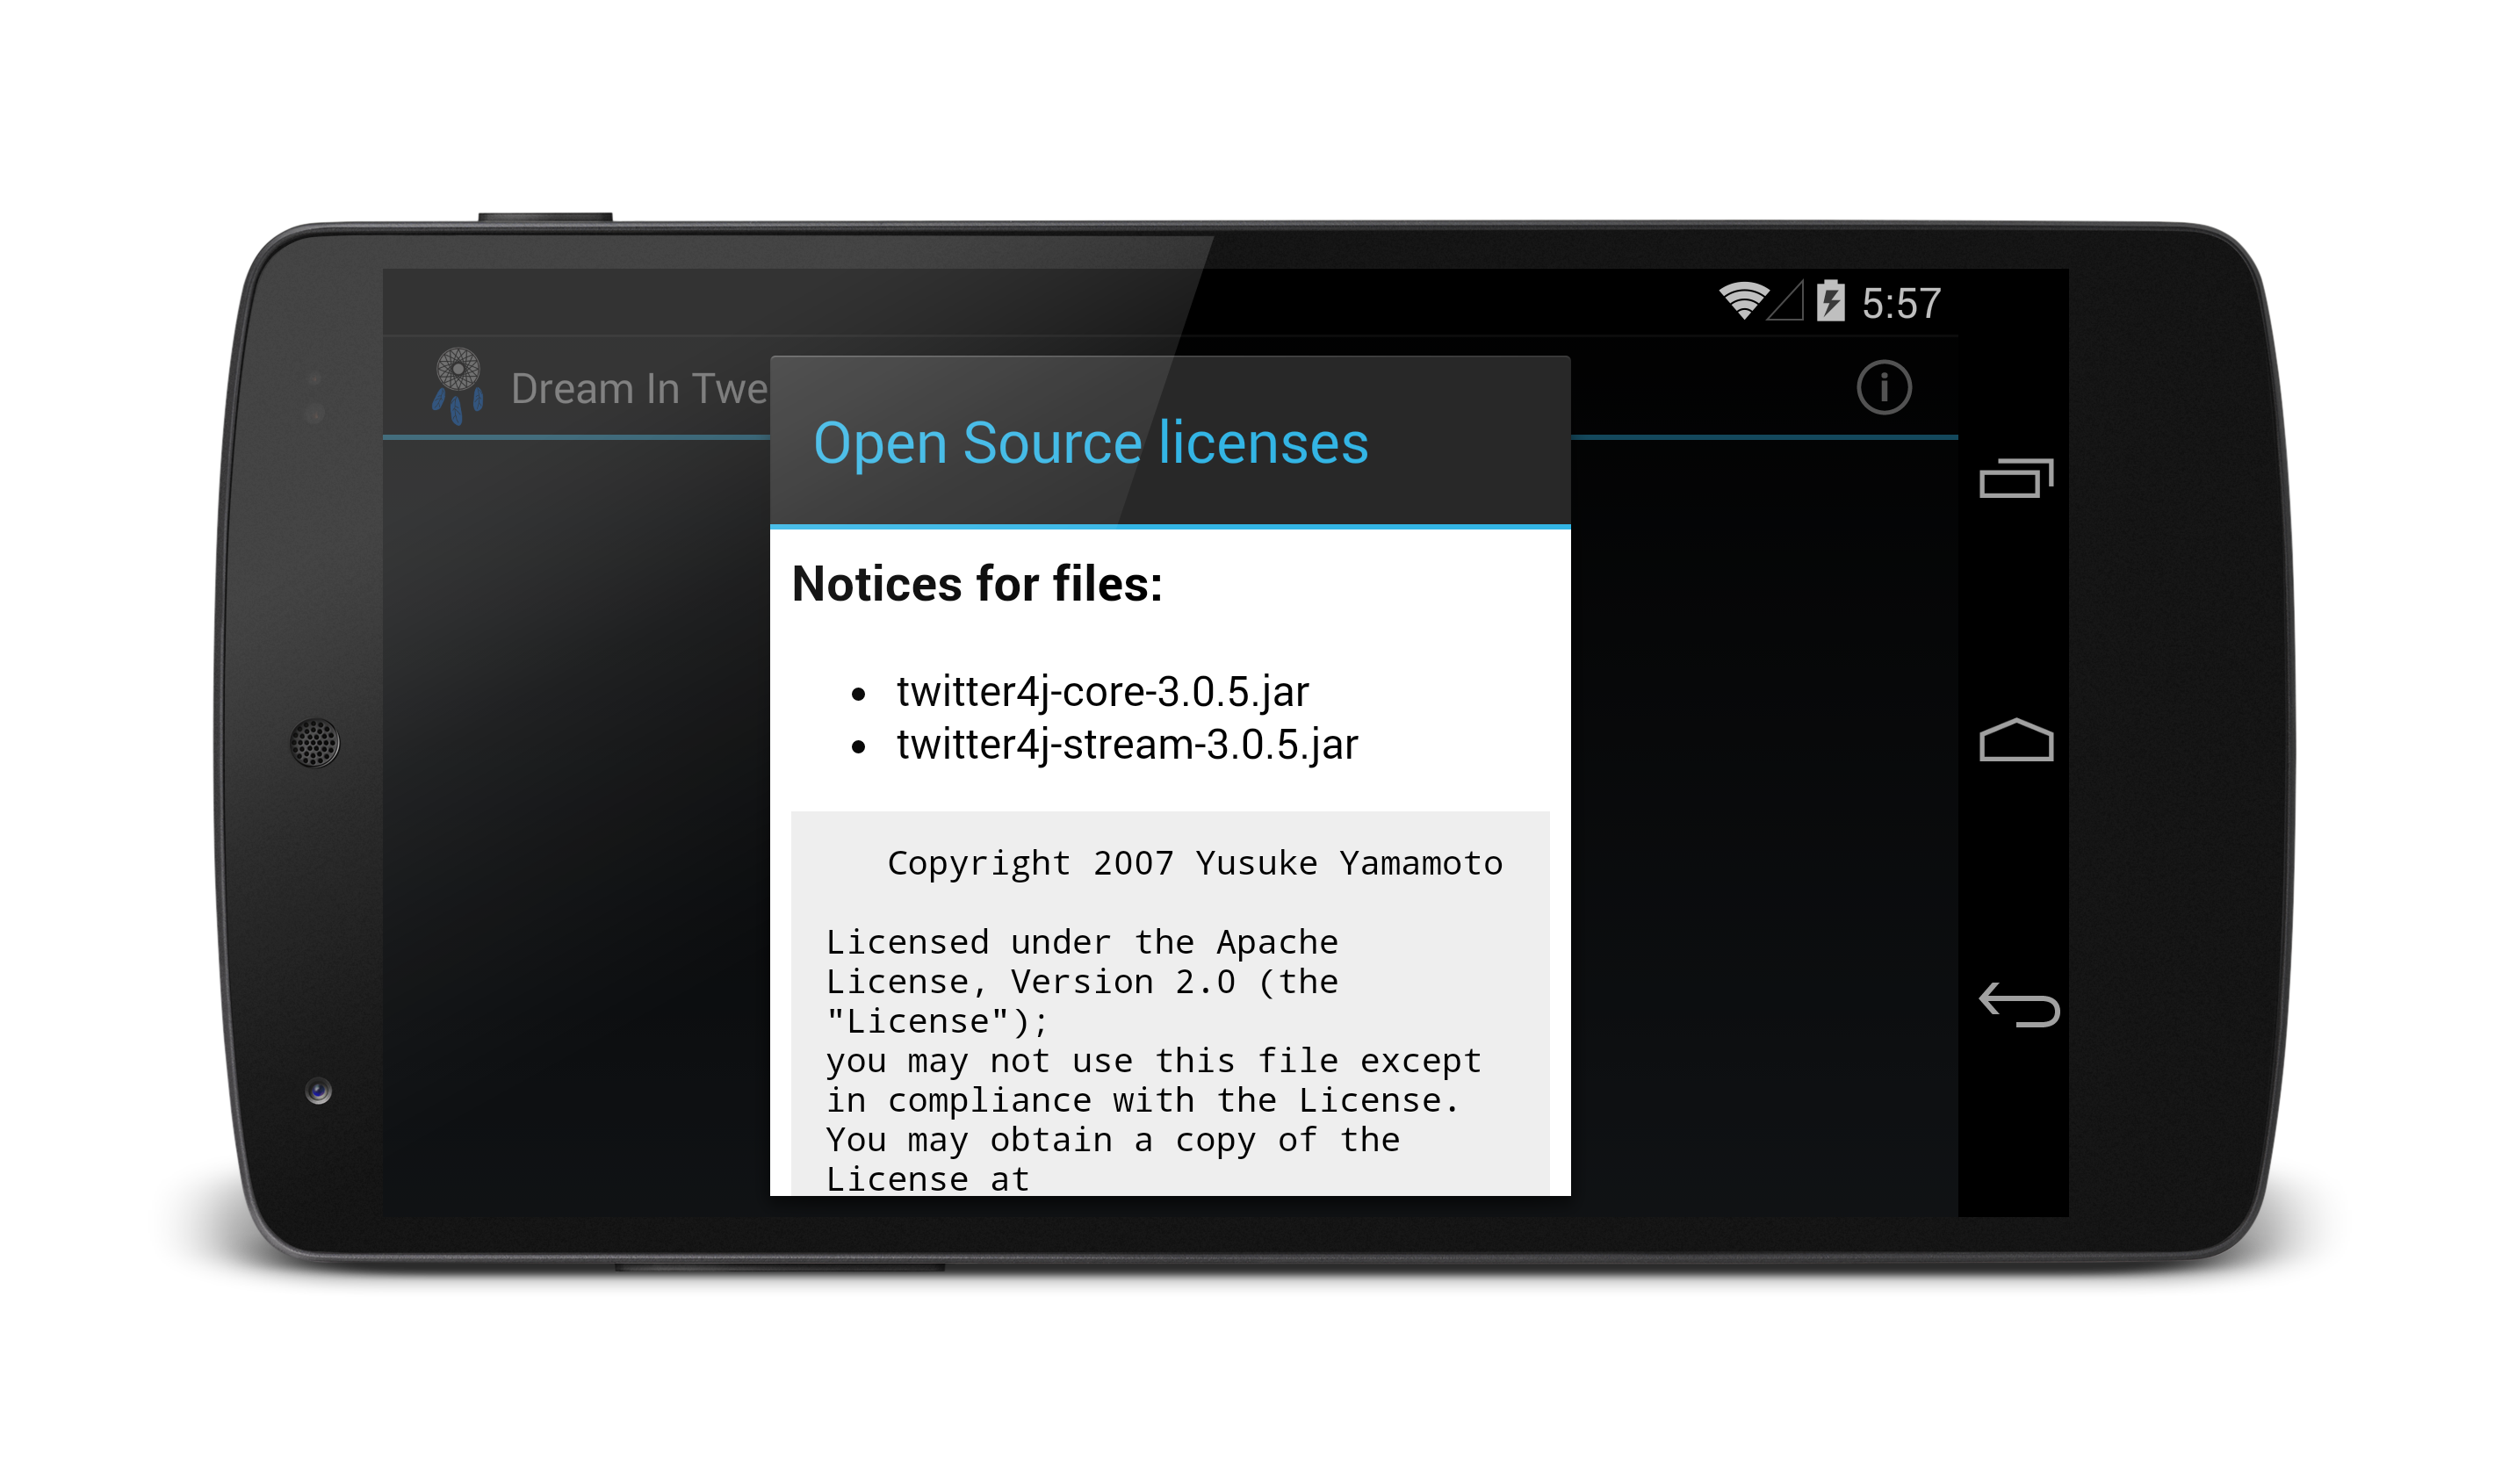 5:57
Dream In Twe
Open Source licenses
Notices for files:
• twitter4j-core-3.0.5.jar
• twitter4j-stream-3.0.5.jar
Copyright 2007 Yusuke Yamamoto
Licensed under the Apache
License, Version 2.0 (the
"License");
you may not use this file except
in compliance with the License.
You may obtain a copy of the
License at